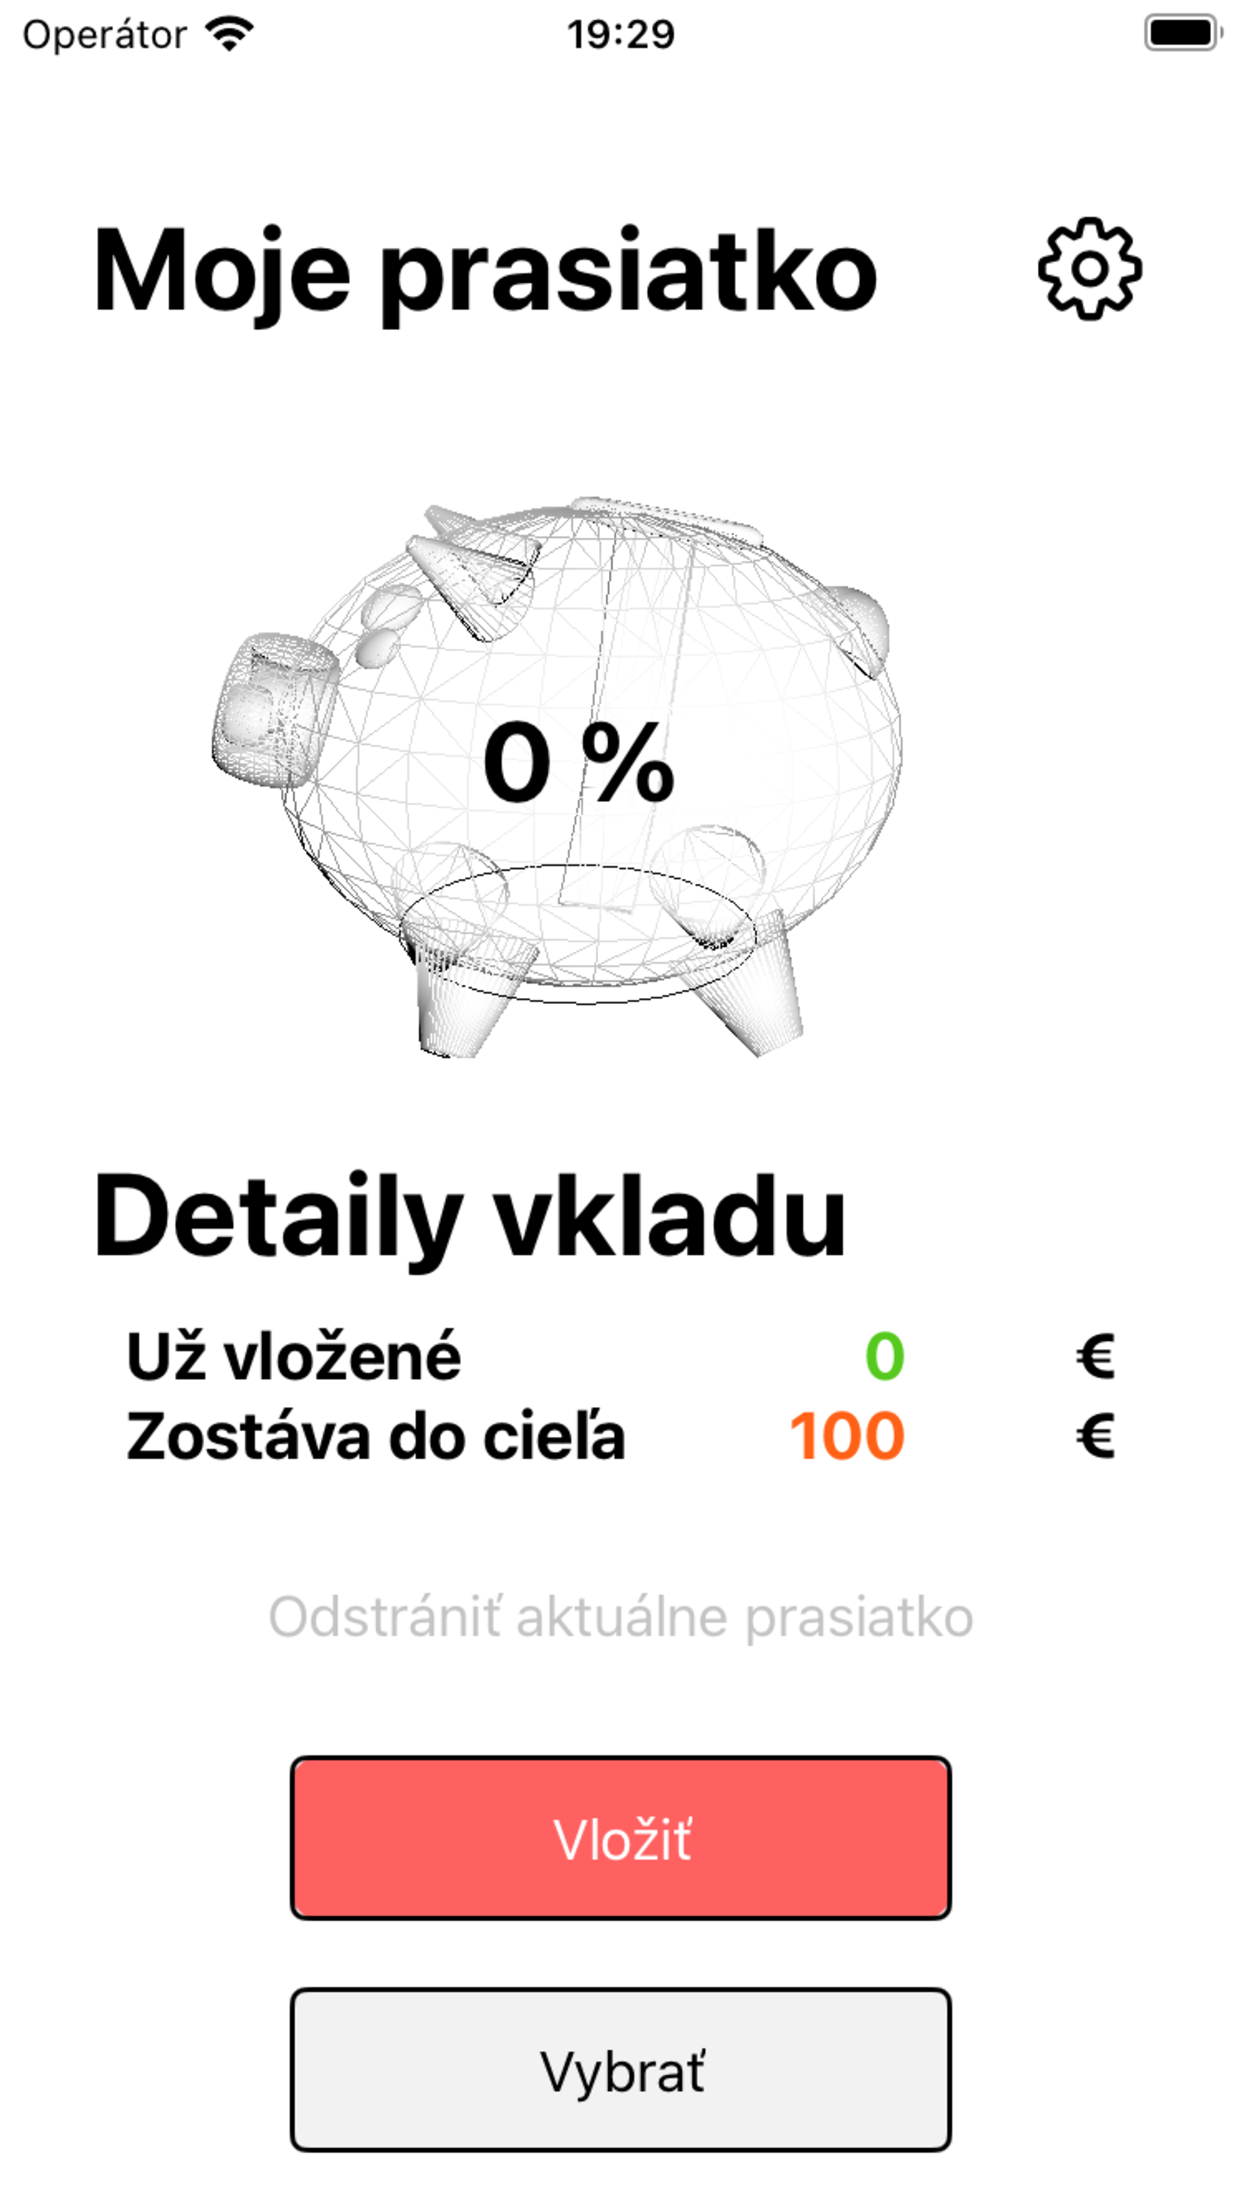 Operátor 19:29
Moje prasiatko
0 %
Detaily vkladu
Už vložené 0 €
Zostáva do cieľa 100 €
Odstrániť aktuálne prasiatko
Vložiť
Vybrať